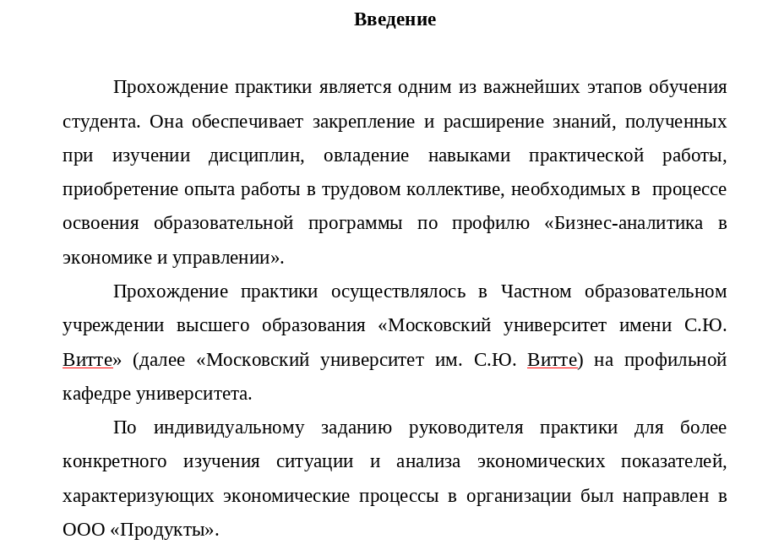 Введение
Прохождение практики является одним из важнейших этапов обучения
студента. Она обеспечивает закрепление и расширение знаний, полученных
при изучении дисциплин, овладение навыками практической работы,
приобретение опыта работы в трудовом коллективе, необходимых в  процессе
освоения образовательной программы по профилю «Бизнес-аналитика в
экономике и управлении».
Прохождение практики осуществлялось в Частном образовательном
учреждении высшего образования «Московский университет имени С.Ю.
Витте» (далее «Московский университет им. С.Ю. Витте) на профильной
кафедре университета.
По индивидуальному заданию руководителя практики для более
конкретного изучения ситуации и анализа экономических показателей,
характеризующих экономические процессы в организации был направлен в
ООО «Продукты».